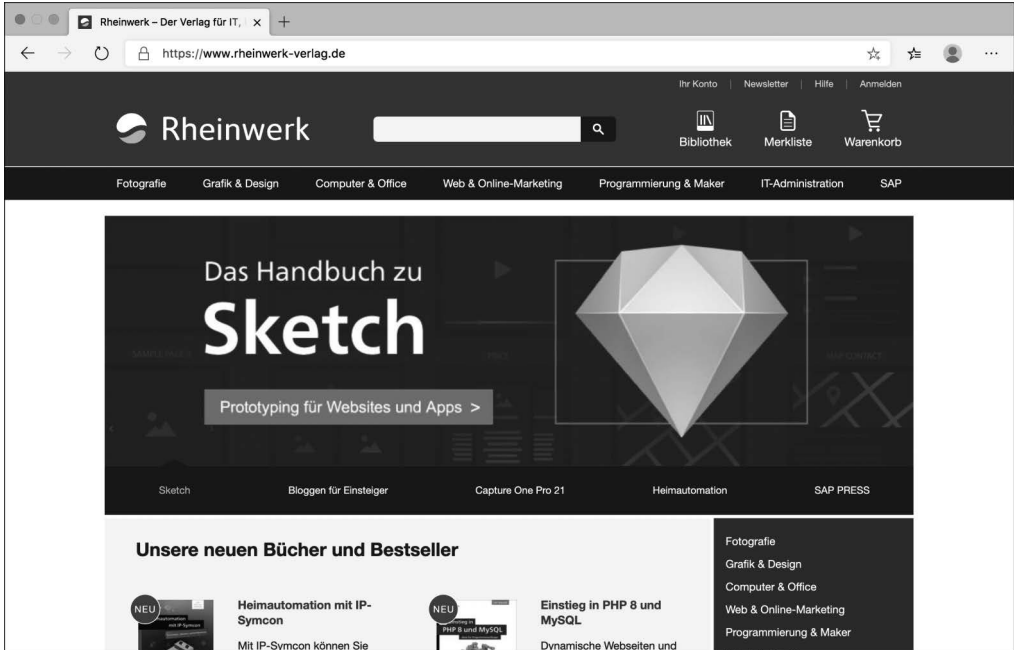 Rheinwerk – Der Verlag für IT,
https://www.rheinwerk-verlag.de
Ihr Konto | Newsletter | Hilfe | Anmelden
Rheinwerk
Bibliothek Merkliste Warenkorb
Fotografie Grafik & Design Computer & Office Web & Online-Marketing Programmierung & Maker IT-Administration SAP
Das Handbuch zu
Sketch
Prototyping für Websites und Apps >
Sketch Bloggen für Einsteiger Capture One Pro 21 Heimautomation SAP PRESS
Unsere neuen Bücher und Bestseller
NEU
Heimautomation mit IP-
Symcon
Mit IP-Symcon können Sie
NEU
Einstieg in
PHP 8 und MySQL
Einstieg in PHP 8 und
MySQL
Dynamische Webseiten und
Fotografie
Grafik & Design
Computer & Office
Web & Online-Marketing
Programmierung & Maker